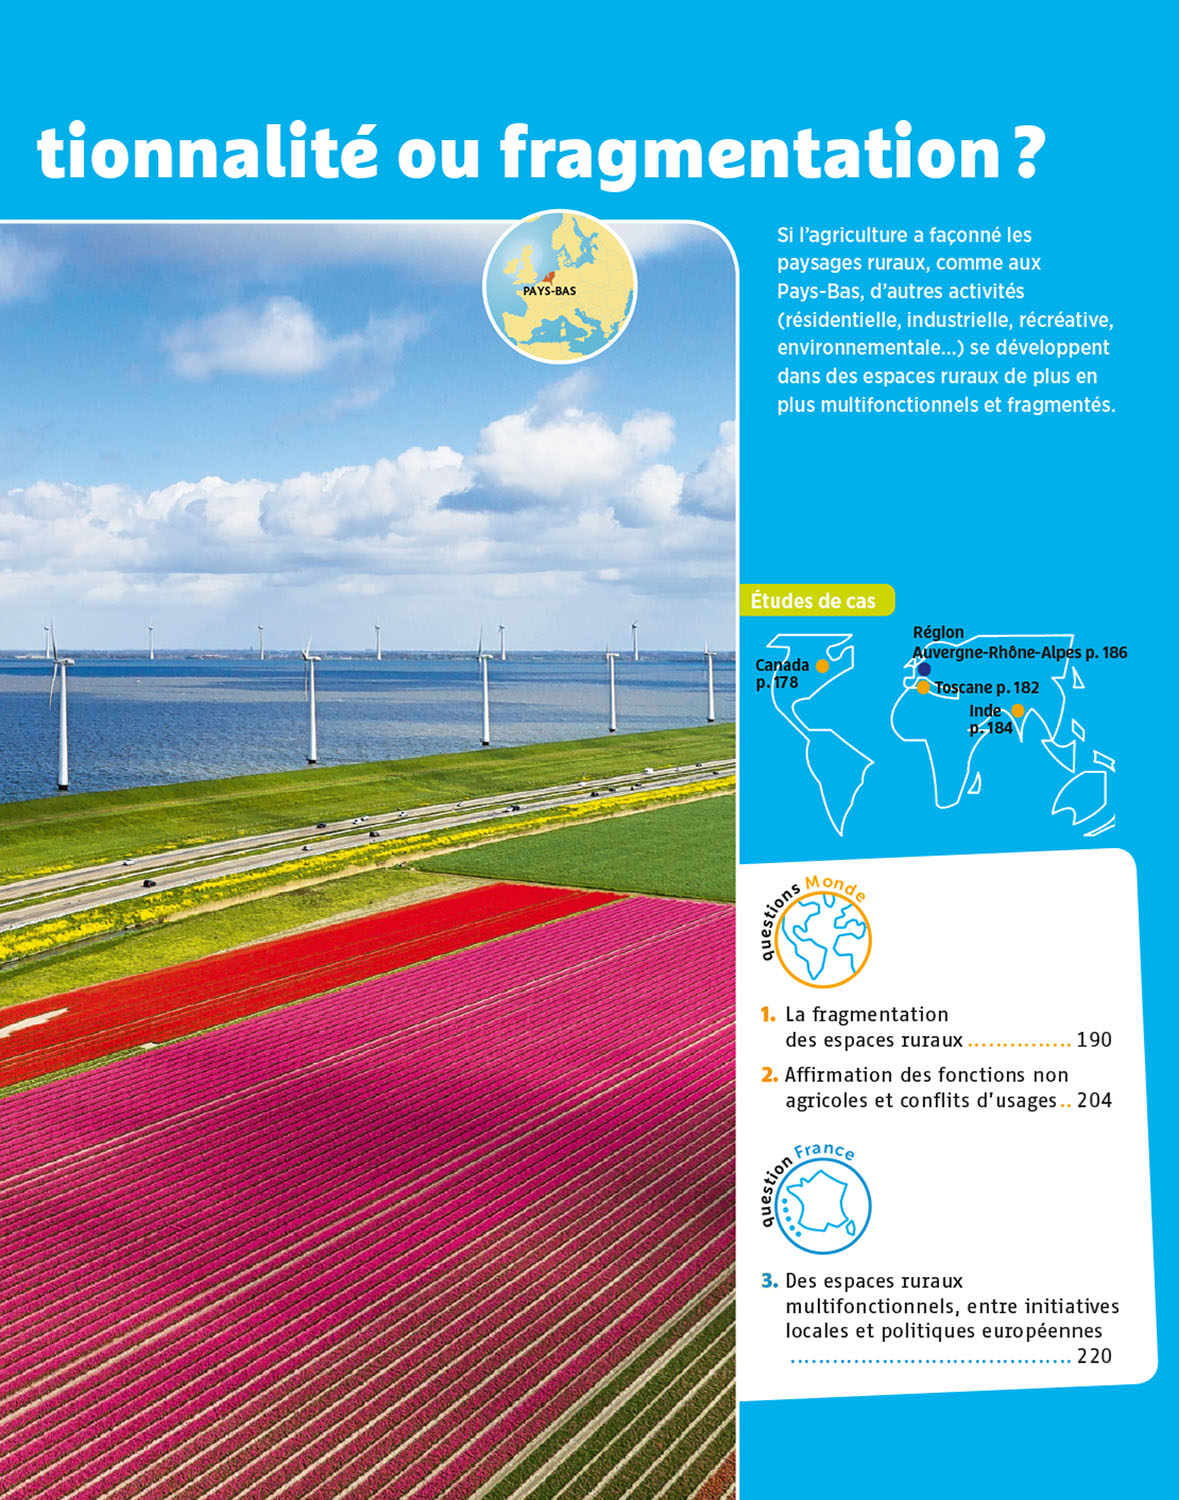 tionnalité ou fragmentation ?
PAYS-BAS
Si l'agriculture a façonné les
paysages ruraux, comme aux
Pays-Bas, d'autres activités
(résidentielle, industrielle, récréative,
environnementale...) se développent
dans des espaces ruraux de plus en
plus multifonctionnels et fragmentés.
Études de cas
Région
Auvergne-Rhône-Alpes p. 186
Canada
p. 178
Toscane p. 182
Inde
p. 184
questions Monde
1. La fragmentation
des espaces ruraux ............... 190
2. Affirmation des fonctions non
agricoles et conflits d'usages .. 204
question France
3. Des espaces ruraux
multifonctionnels, entre initiatives
locales et politiques européennes
........................................ 220